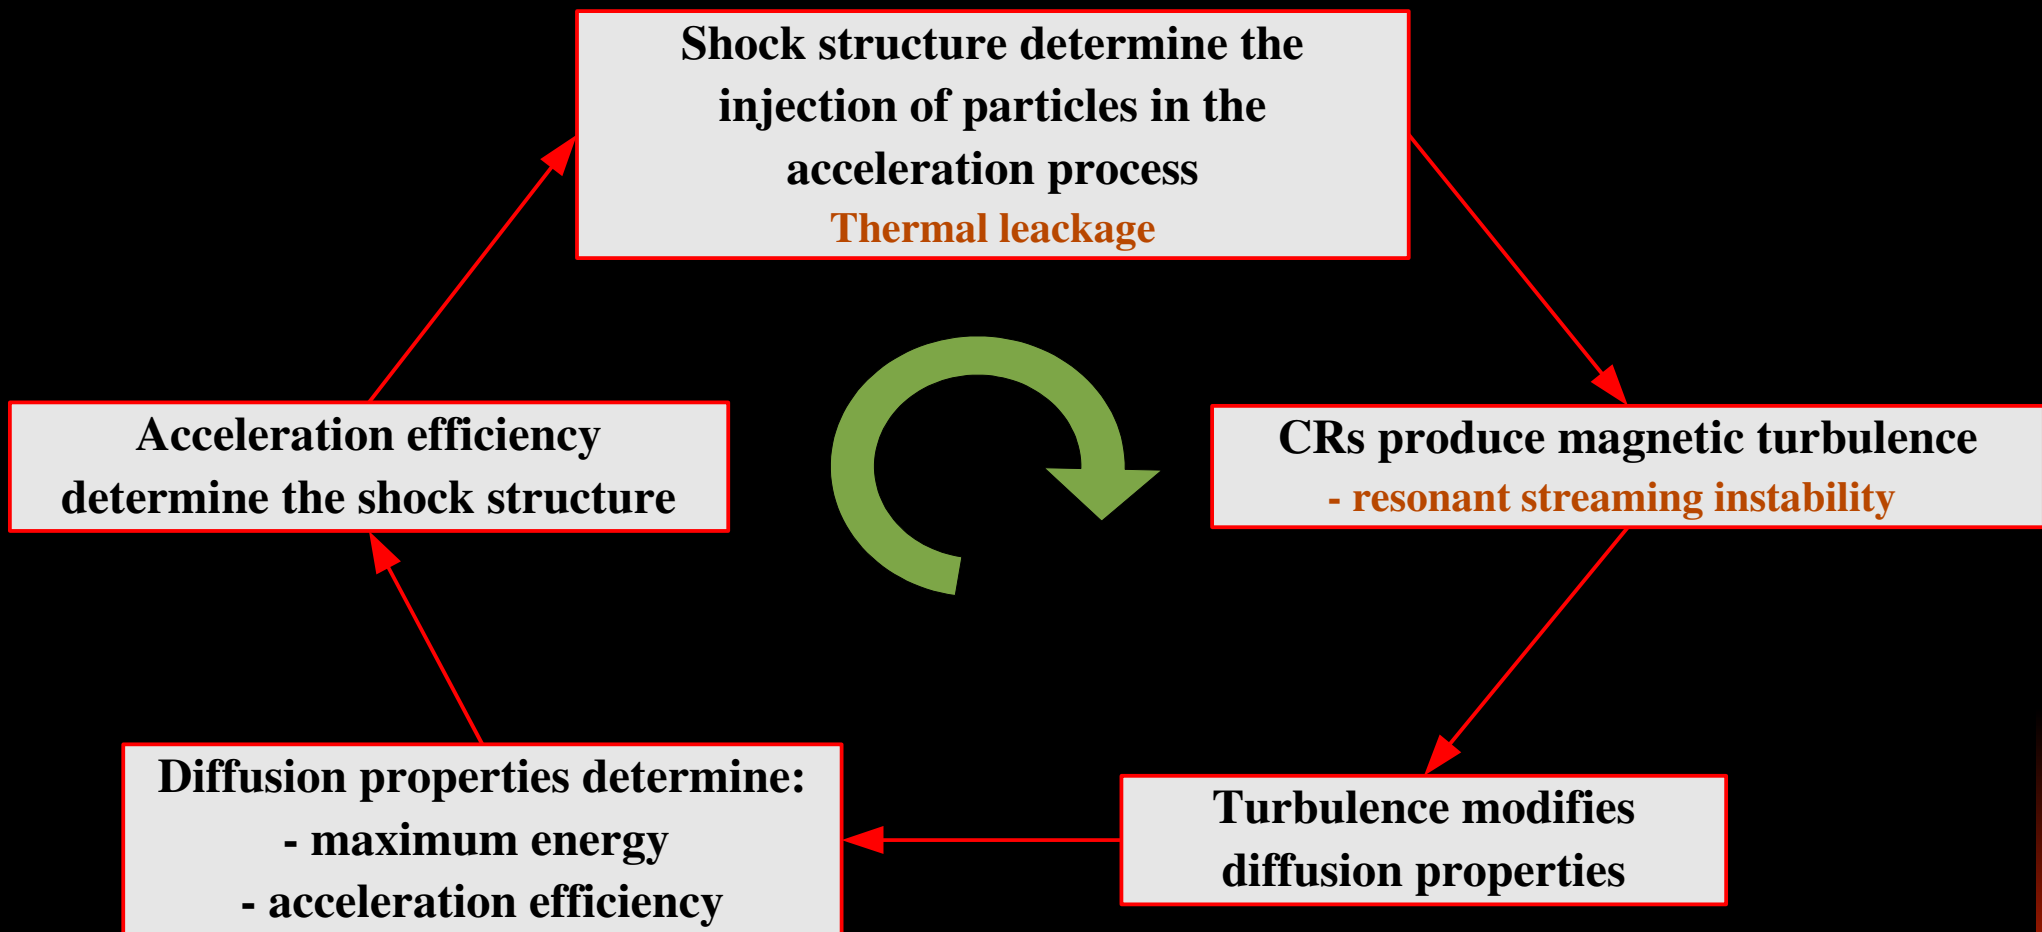 Shock structure determine the
injection of particles in the
acceleration process
Thermal leackage
Acceleration efficiency
determine the shock structure
CRs produce magnetic turbulence
- resonant streaming instability
Diffusion properties determine:
- maximum energy
- acceleration efficiency
Turbulence modifies
diffusion properties